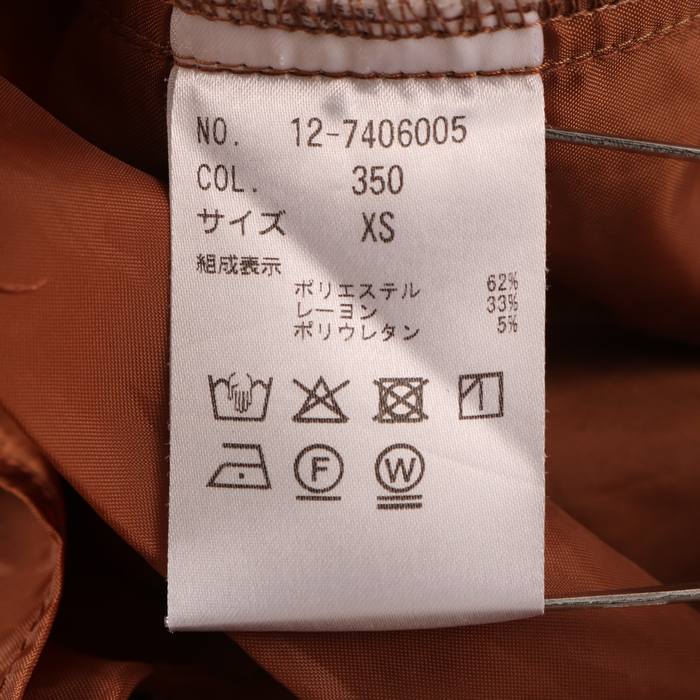 NO. 12-7406005
COL. 350
サイズ XS
組成表示
ポリエステル 62%
レーヨン 33%
ポリウレタン 5%
F W